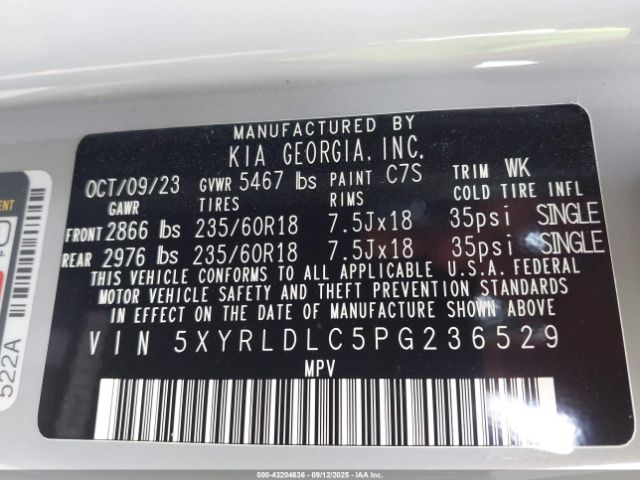 MANUFACTURED BY
KIA GEORGIA, INC.
OCT/09/23 GVWR 5467 lbs PAINT C7S TRIM WK
GAWR TIRES RIMS COLD TIRE INFL
FRONT 2866 lbs 235/60R18 7.5Jx18 35psi SINGLE
REAR 2976 lbs 235/60R18 7.5Jx18 35psi SINGLE
THIS VEHICLE CONFORMS TO ALL APPLICABLE U.S.A. FEDERAL
MOTOR VEHICLE SAFETY AND THEFT PREVENTION STANDARDS
IN EFFECT ON THE DATE OF MANUFACTURE SHOWN ABOVE.
VIN 5XYRLDLC5PG236529
MPV
522A
000-43204636 - 09/12/2025 - IAAI.COM